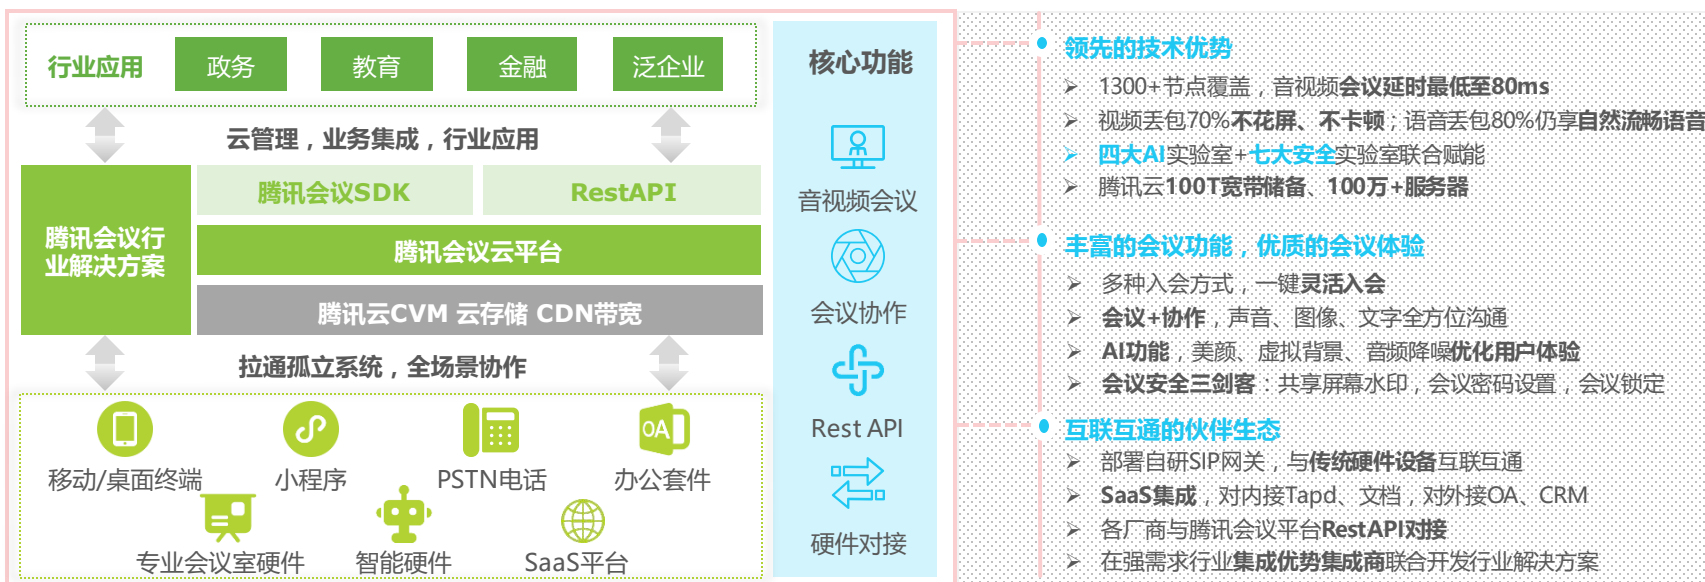 行业应用
政务
教育
金融
泛企业
云管理，业务集成，行业应用
腾讯会议行
业解决方案
腾讯会议SDK
RestAPI
腾讯会议云平台
腾讯云CVM 云存储 CDN带宽
拉通孤立系统，全场景协作
移动/桌面终端
小程序
PSTN电话
OA
办公套件
专业会议室硬件
智能硬件
SaaS平台
核心功能
音视频会议
会议协作
Rest API
硬件对接
领先的技术优势
1300+节点覆盖，音视频会议延时最低至80ms
视频丢包70%不花屏、不卡顿；语音丢包80%仍享自然流畅语音
四大AI实验室+七大安全实验室联合赋能
腾讯云100T宽带储备、100万+服务器
丰富的会议功能，优质的会议体验
多种入会方式，一键灵活入会
会议+协作，声音、图像、文字全方位沟通
AI功能，美颜、虚拟背景、音频降噪优化用户体验
会议安全三剑客：共享屏幕水印，会议密码设置，会议锁定
互联互通的伙伴生态
部署自研SIP网关，与传统硬件设备互联互通
SaaS集成，对内接Tapd、文档，对外接OA、CRM
各厂商与腾讯会议平台RestAPI对接
在强需求行业集成优势集成商联合开发行业解决方案